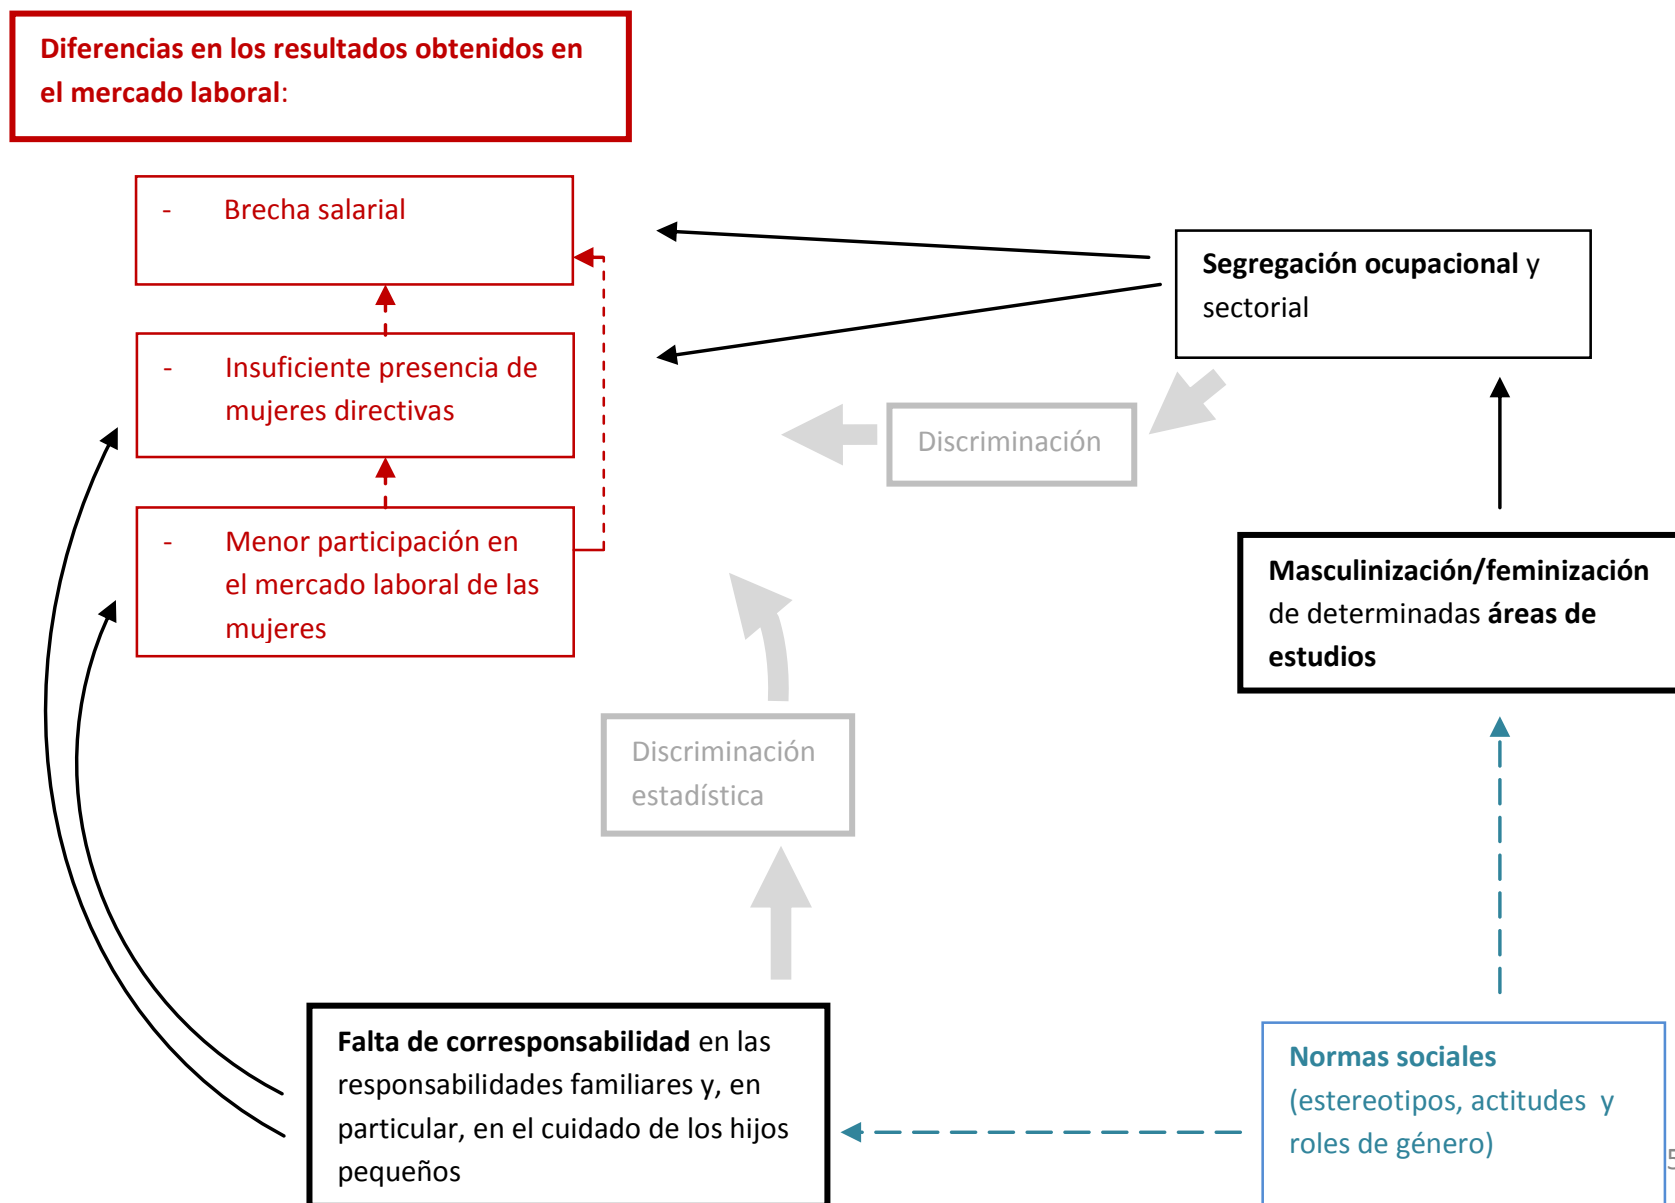 Diferencias en los resultados obtenidos en
el mercado laboral:
- Brecha salarial
- Insuficiente presencia de
mujeres directivas
- Menor participación en
el mercado laboral de las
mujeres
Segregación ocupacional y
sectorial
Discriminación
Masculinización/feminización
de determinadas áreas de
estudios
Discriminación
estadística
Falta de corresponsabilidad en las
responsabilidades familiares y, en
particular, en el cuidado de los hijos
pequeños
Normas sociales
(estereotipos, actitudes y
roles de género)
5